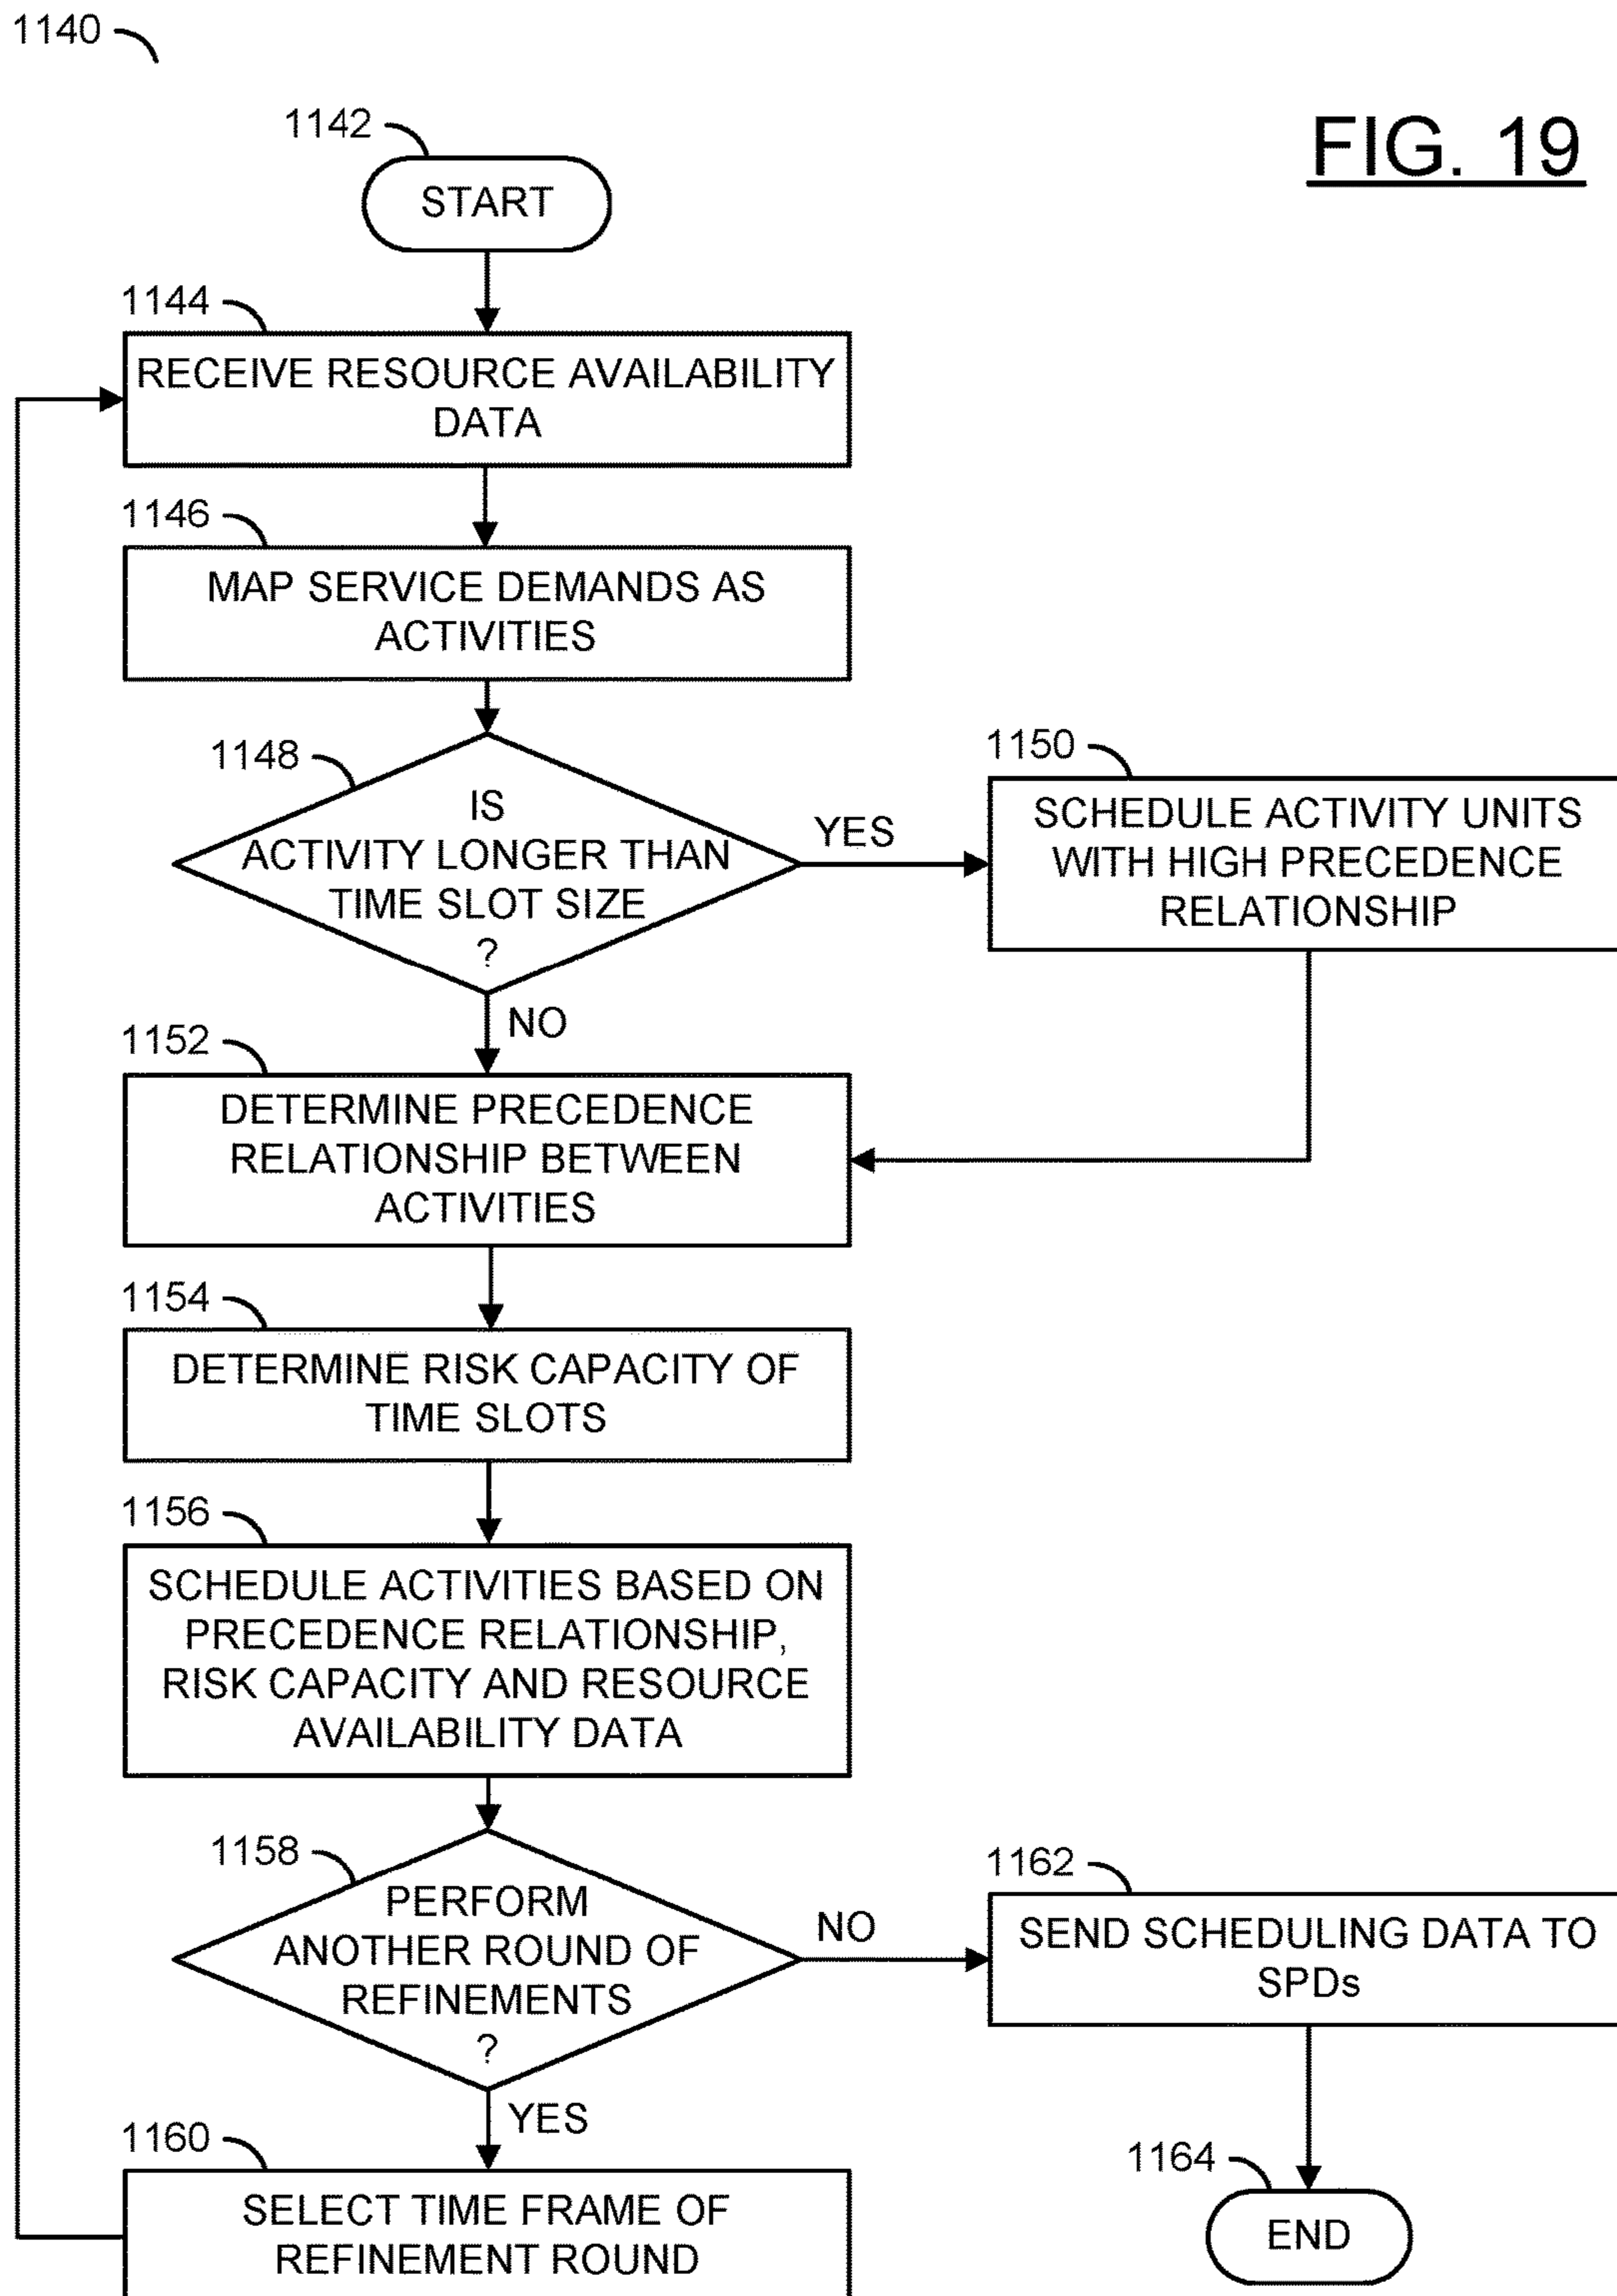 1140
FIG. 19
1142
START
1144
RECEIVE RESOURCE AVAILABILITY
DATA
1146
MAP SERVICE DEMANDS AS
ACTIVITIES
1148
IS
ACTIVITY LONGER THAN
TIME SLOT SIZE
?
YES
1150
SCHEDULE ACTIVITY UNITS
WITH HIGH PRECEDENCE
RELATIONSHIP
NO
1152
DETERMINE PRECEDENCE
RELATIONSHIP BETWEEN
ACTIVITIES
1154
DETERMINE RISK CAPACITY OF
TIME SLOTS
1156
SCHEDULE ACTIVITIES BASED ON
PRECEDENCE RELATIONSHIP,
RISK CAPACITY AND RESOURCE
AVAILABILITY DATA
1158
PERFORM
ANOTHER ROUND OF
REFINEMENTS
?
NO
1162
SEND SCHEDULING DATA TO
SPDs
YES
1160
SELECT TIME FRAME OF
REFINEMENT ROUND
1164
END